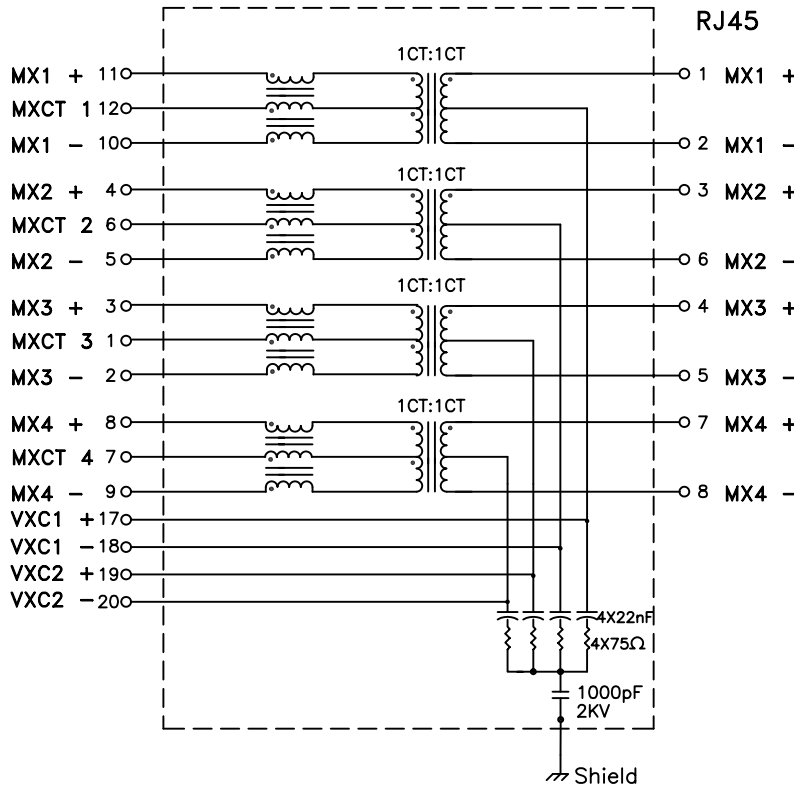 RJ45
1CT:1CT
MX1 + 11 1 MX1 +
MXCT 1 12
MX1 - 10 2 MX1 -
1CT:1CT
MX2 + 4 3 MX2 +
MXCT 2 6
MX2 - 5 6 MX2 -
1CT:1CT
MX3 + 3 4 MX3 +
MXCT 3 1
MX3 - 2 5 MX3 -
1CT:1CT
MX4 + 8 7 MX4 +
MXCT 4 7
MX4 - 9 8 MX4 -
VXC1 + 17
VXC1 - 18
VXC2 + 19
VXC2 - 20
4X22nF
4X75Ω
1000pF
2KV
Shield